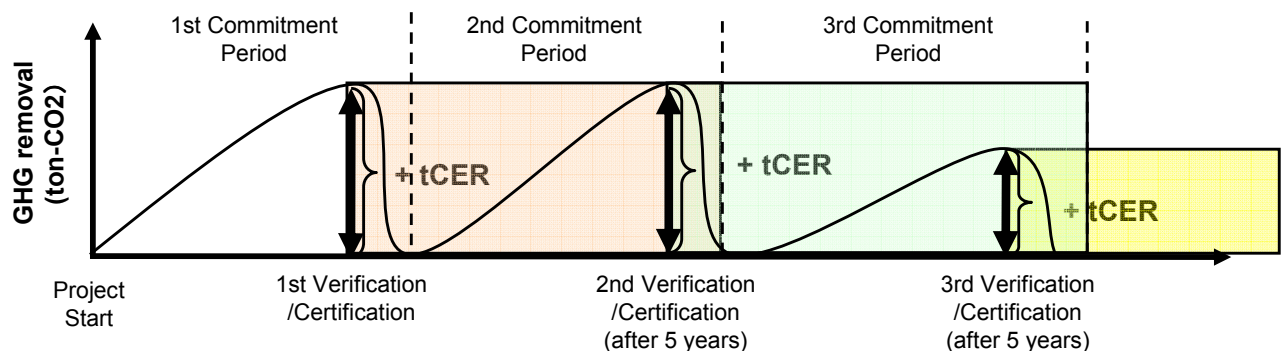 1st Commitment
Period
2nd Commitment
Period
3rd Commitment
Period
GHG removal
(ton-CO2)
+ tCER
+ tCER
+ tCER
Project
Start
1st Verification
/Certification
2nd Verification
/Certification
(after 5 years)
3rd Verification
/Certification
(after 5 years)